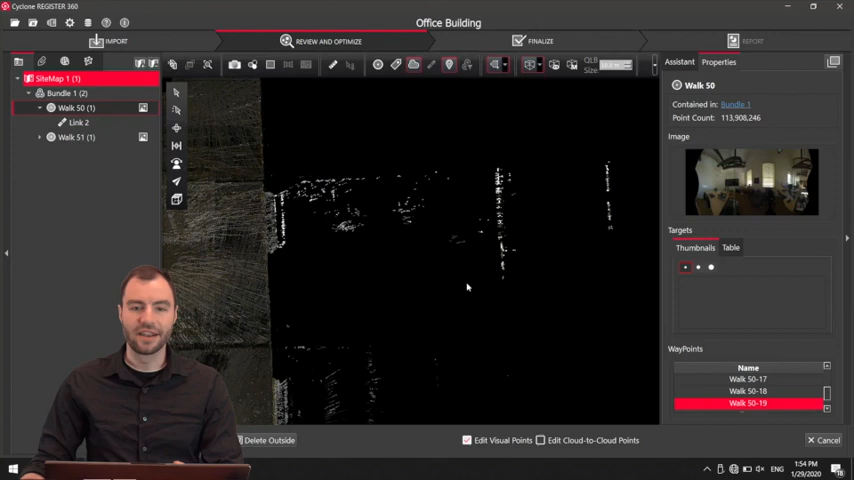 Cyclone REGISTER 360
Office Building
IMPORT
REVIEW AND OPTIMIZE
FINALIZE
REPORT
QLB
Size
SiteMap 1 (1)
Bundle 1 (2)
Walk 50 (1)
Link 2
Walk 51 (1)
Assistant
Properties
Walk 50
Contained in: Bundle 1
Point Count: 113,908,246
Image
Targets
Thumbnails
Table
WayPoints
Name
Walk 50-17
Walk 50-18
Walk 50-19
Delete Outside
Edit Visual Points
Edit Cloud-to-Cloud Points
Cancel
ENG
1:54 PM
1/29/2020